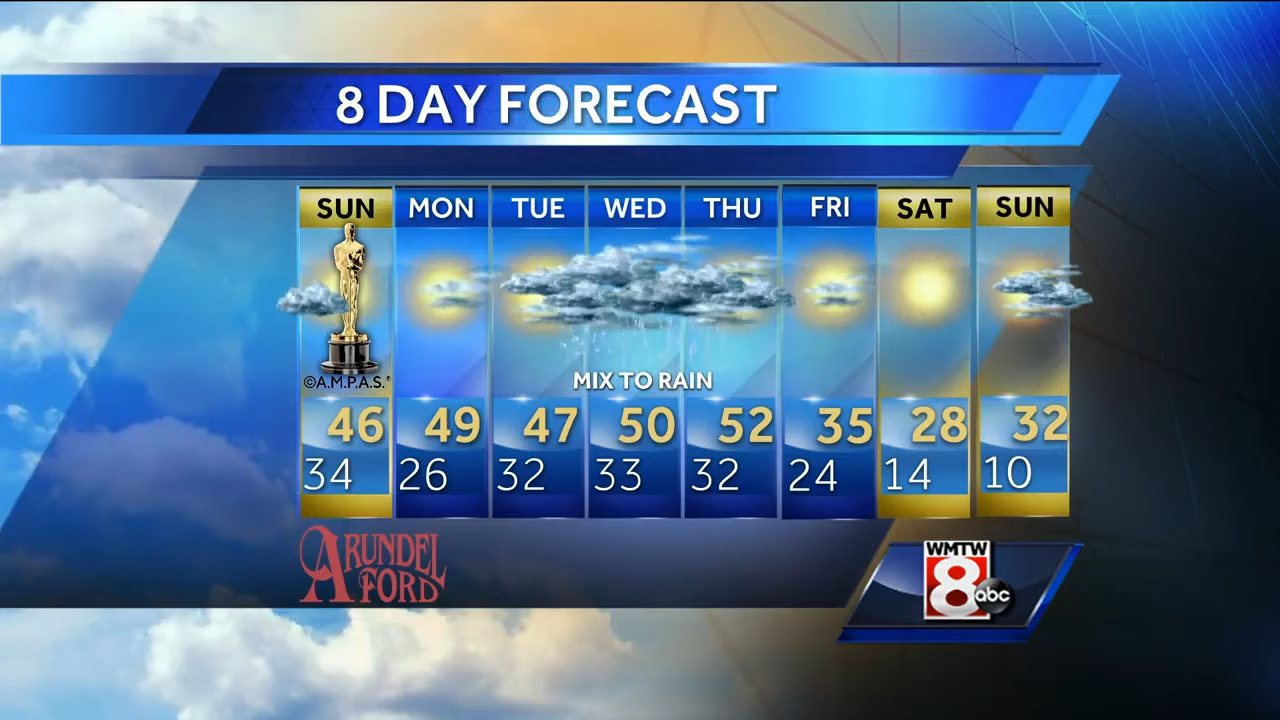 8 DAY FORECAST
SUN MON TUE WED THU FRI SAT SUN
©A.M.P.A.S.®
MIX TO RAIN
46 49 47 50 52 35 28 32
34 26 32 33 32 24 14 10
ARUNDEL
FORD
WMTW
8
abc